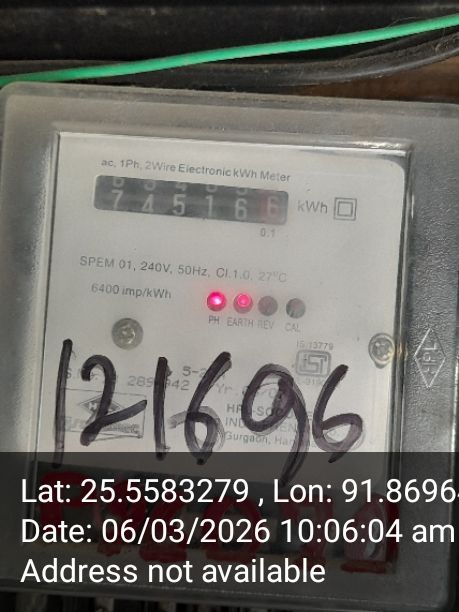 ac, 1Ph, 2Wire Electronic kWh Meter
745166 kWh
0.1
SPEM 01, 240V, 50Hz, Cl.1.0, 27°C
6400 imp/kWh
PH EARTH REV CAL
IS:13779
121696
Gurgaon,
Lat: 25.5583279 , Lon: 91.8696
Date: 06/03/2026 10:06:04 am
Address not available